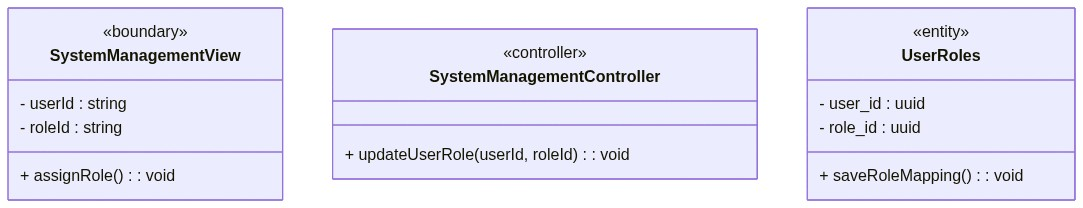 «boundary»
SystemManagementView
- userId : string
- roleId : string
+ assignRole() : : void
«controller»
SystemManagementController
+ updateUserRole(userId, roleId) : : void
«entity»
UserRoles
- user_id : uuid
- role_id : uuid
+ saveRoleMapping() : : void